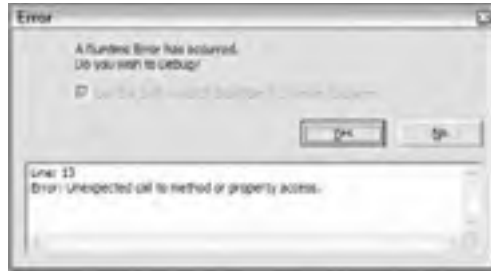 Error
A Runtime Error has occurred.
Do you wish to Debug?
Yes
No
Line: 13
Error: Unexpected call to method or property access.